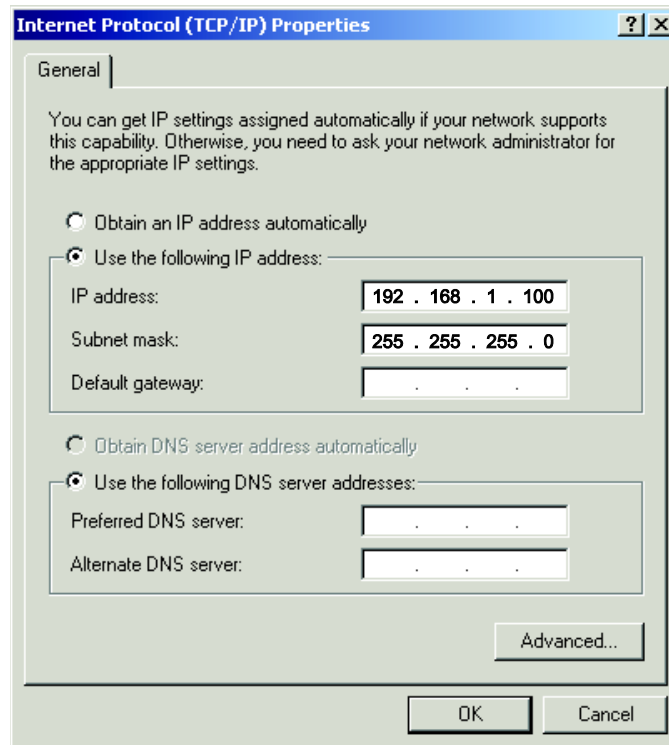 Internet Protocol (TCP/IP) Properties
General
You can get IP settings assigned automatically if your network supports
this capability. Otherwise, you need to ask your network administrator for
the appropriate IP settings.
Obtain an IP address automatically
Use the following IP address:
IP address: 192 . 168 . 1 . 100
Subnet mask: 255 . 255 . 255 . 0
Default gateway: . . .
Obtain DNS server address automatically
Use the following DNS server addresses:
Preferred DNS server: . . .
Alternate DNS server: . . .
Advanced...
OK Cancel